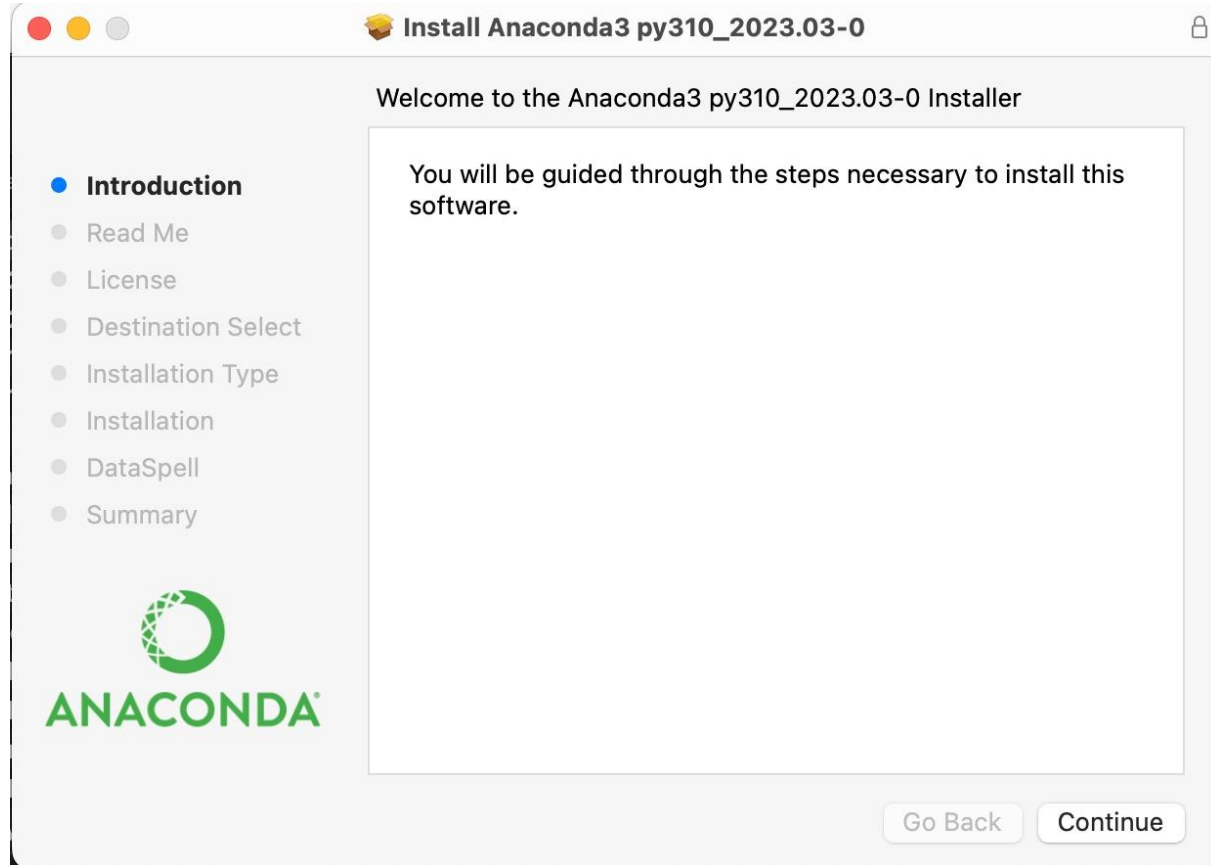 Install Anaconda3 py310_2023.03-0
Welcome to the Anaconda3 py310_2023.03-0 Installer
Introduction
Read Me
License
Destination Select
Installation Type
Installation
DataSpell
Summary
ANACONDA®
You will be guided through the steps necessary to install this
software.
Go Back
Continue